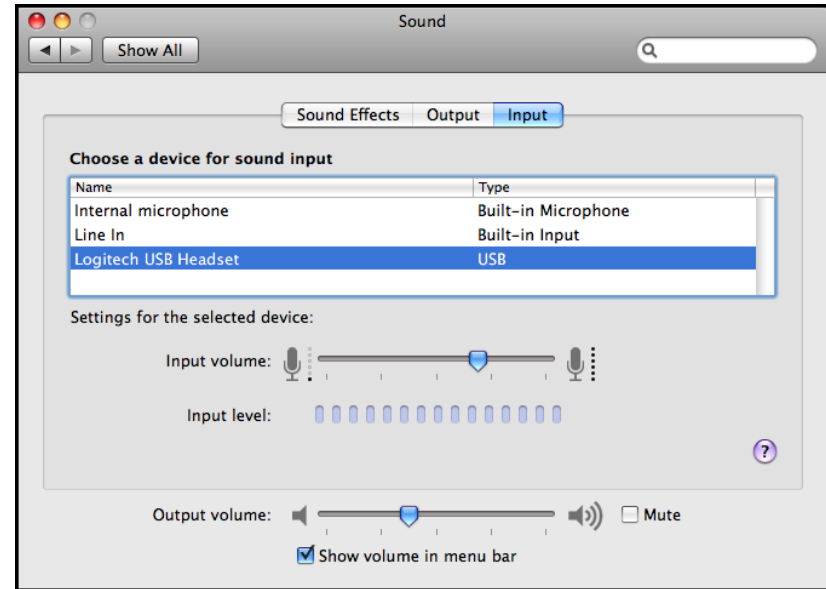 Sound
Show All
Sound Effects Output Input
Choose a device for sound input
Name Type
Internal microphone Built-in Microphone
Line In Built-in Input
Logitech USB Headset USB
Settings for the selected device:
Input volume:
Input level:
?
Output volume: Mute
Show volume in menu bar